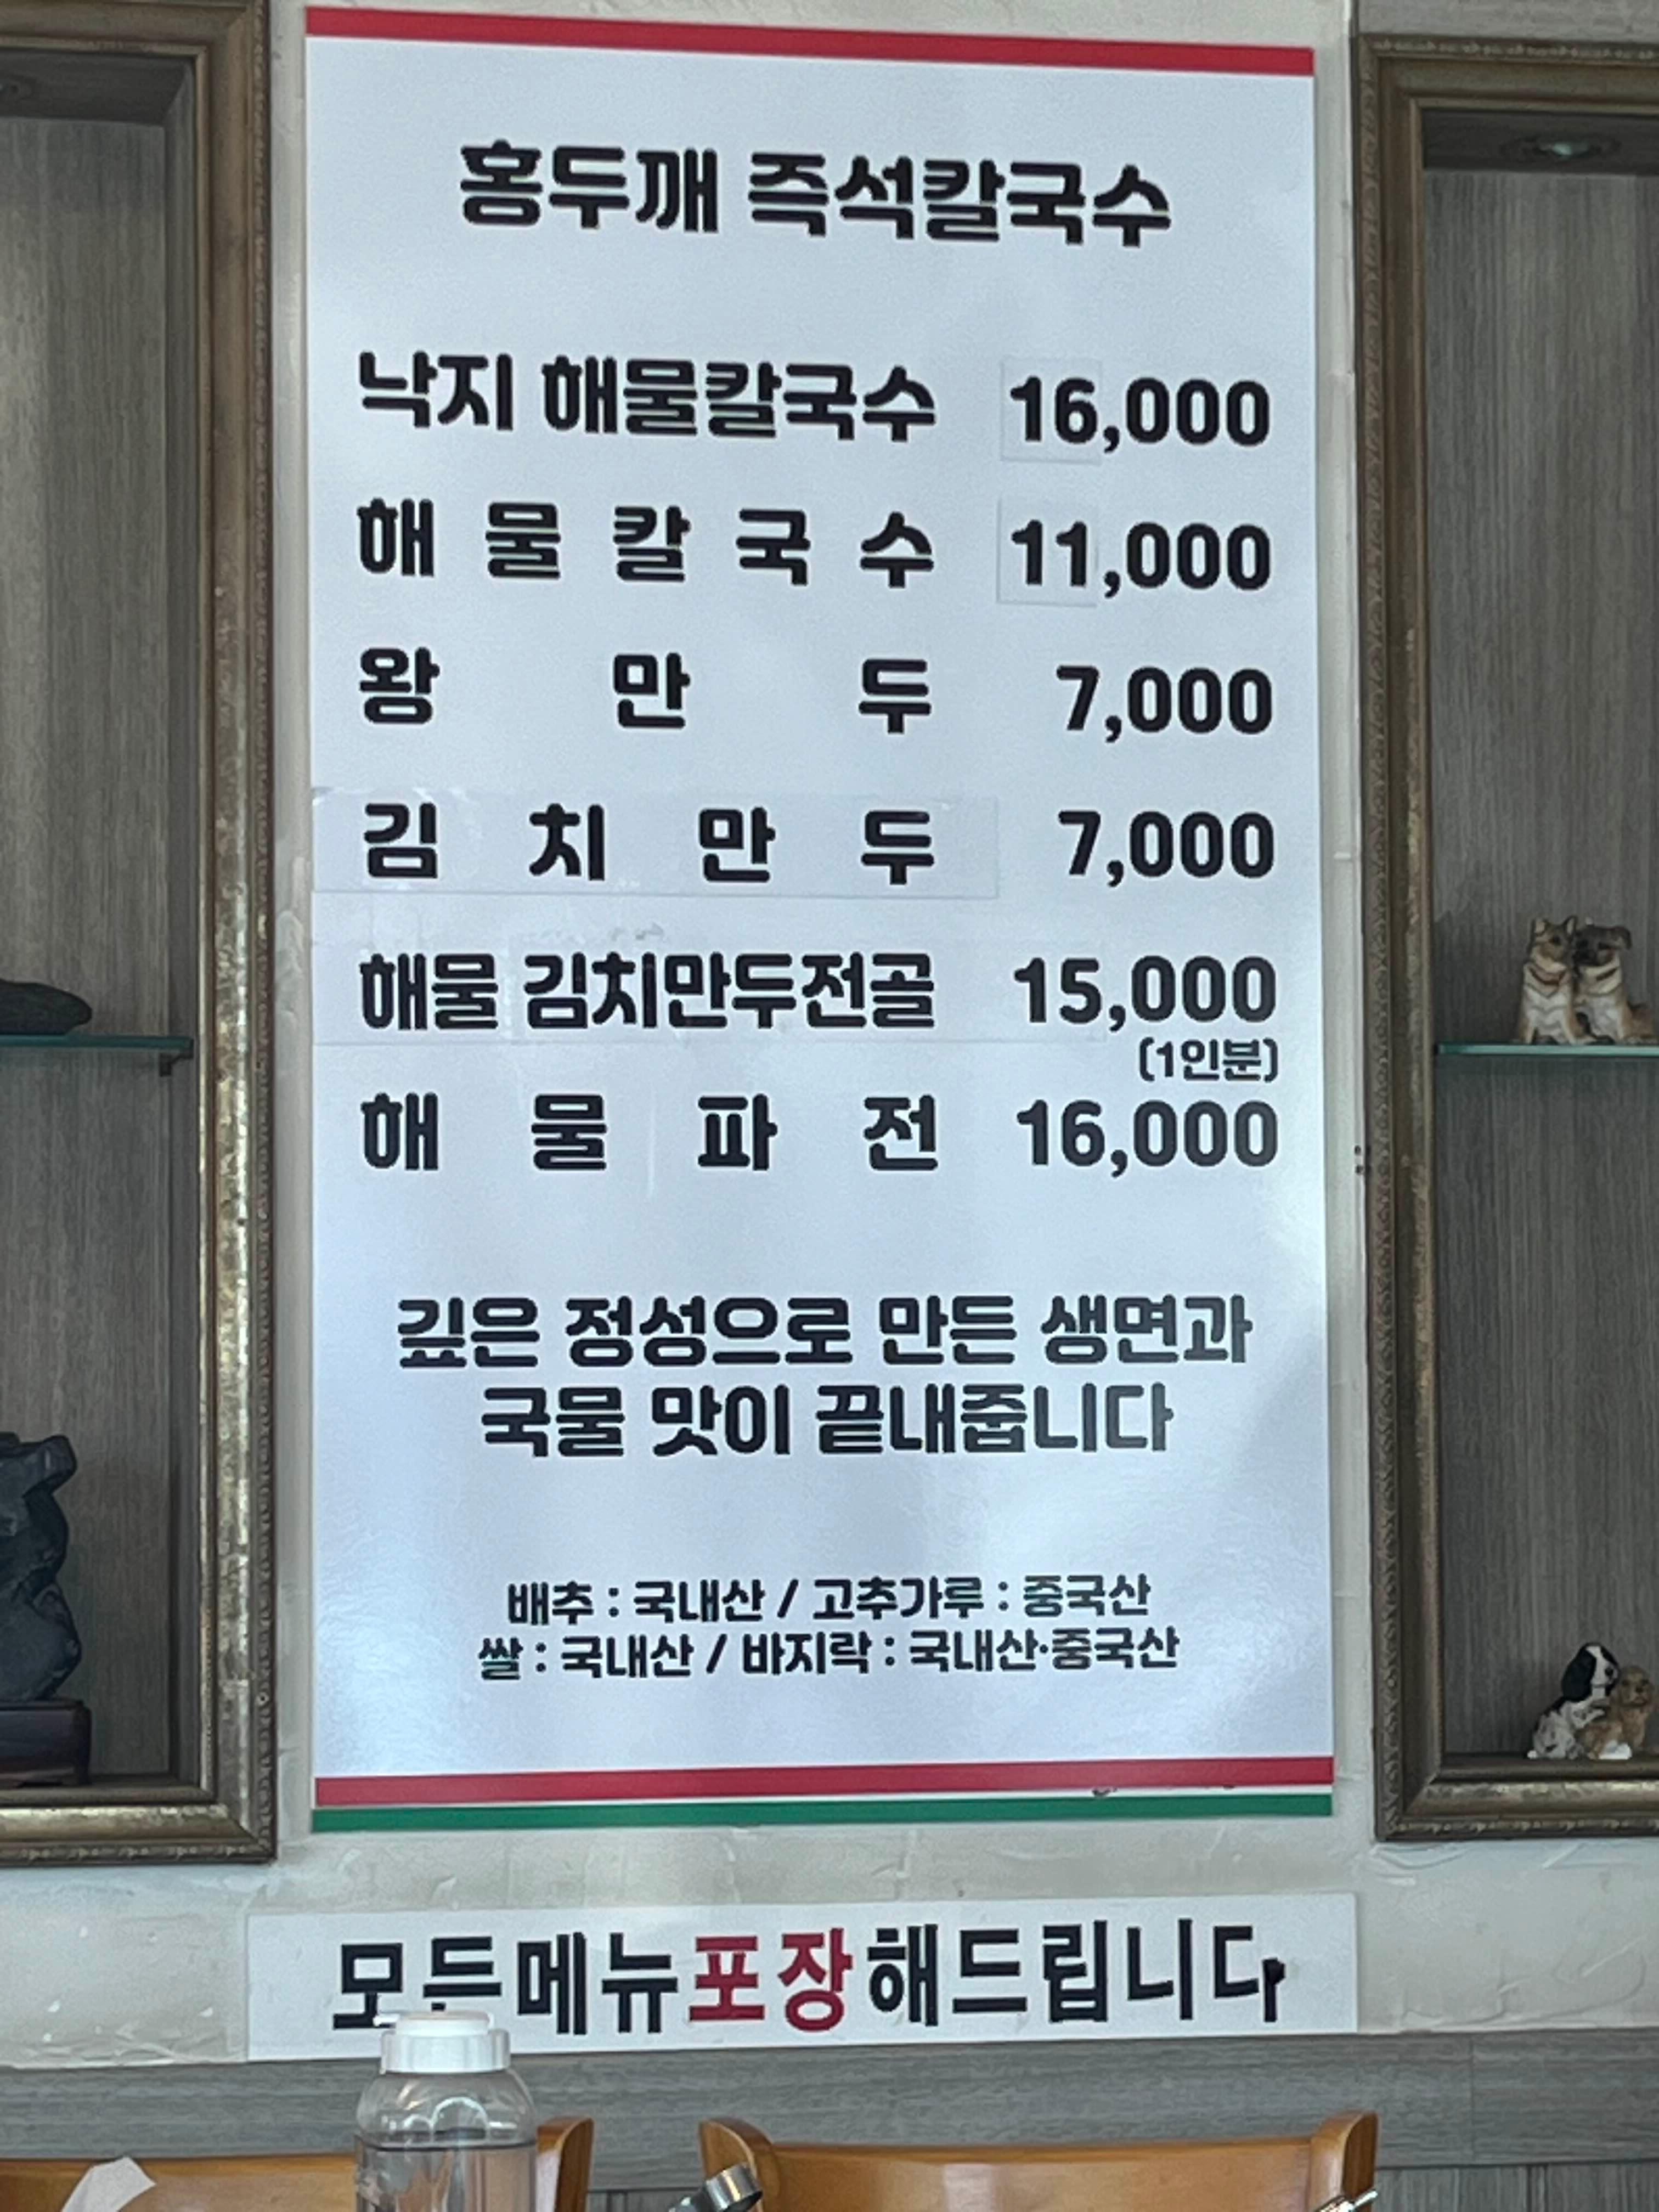 홍두깨 즉석칼국수
낙지 해물칼국수 16,000
해물칼국수 11,000
왕만두 7,000
김치만두 7,000
해물 김치만두전골 15,000
(1인분)
해물파전 16,000
깊은 정성으로 만든 생면과
국물 맛이 끝내줍니다
배추 : 국내산 / 고추가루 : 중국산
쌀 : 국내산 / 바지락 : 국내산·중국산
모든메뉴포장해드립니다